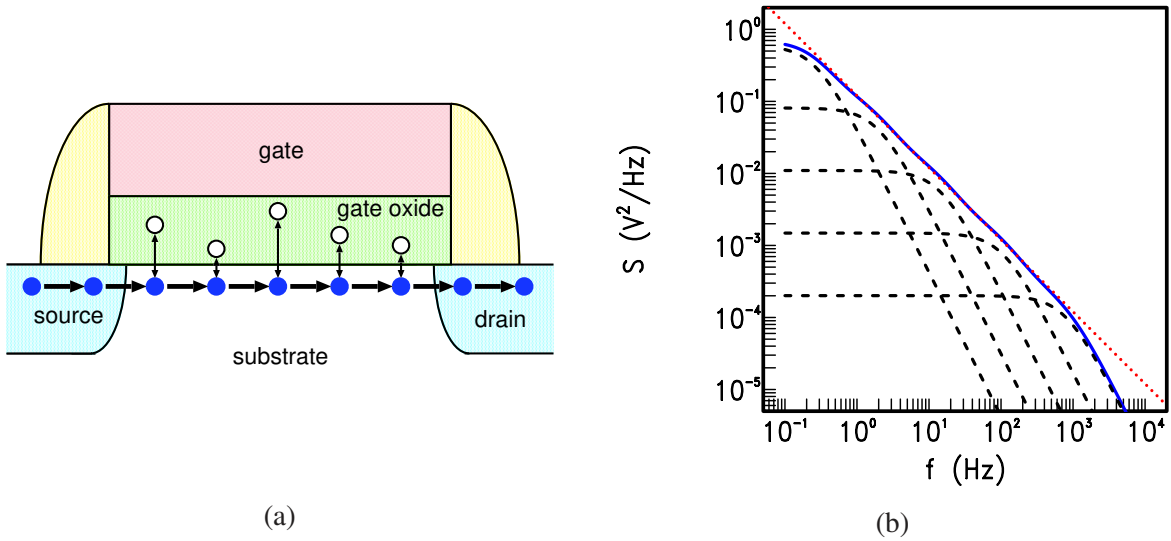 gate
gate oxide
source
drain
substrate
(a)
S (V²/Hz)
10⁰
10⁻¹
10⁻²
10⁻³
10⁻⁴
10⁻⁵
10⁻¹ 10⁰ 10¹ 10² 10³ 10⁴
f (Hz)
(b)